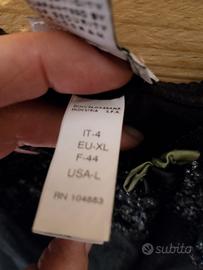 IT-4
EU-XL
F-44
USA-L
RN 104883
subito